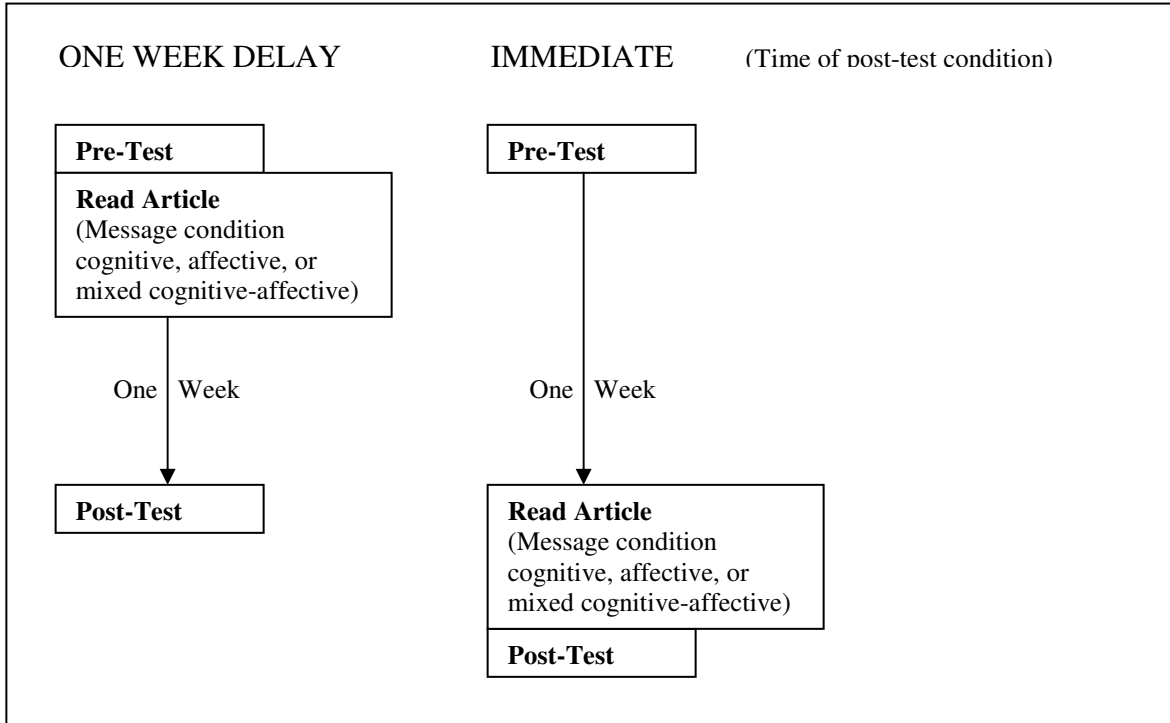 ONE WEEK DELAY
IMMEDIATE
(Time of post-test condition)
Pre-Test
Read Article
(Message condition
cognitive, affective, or
mixed cognitive-affective)
One Week
Post-Test
Pre-Test
One Week
Read Article
(Message condition
cognitive, affective, or
mixed cognitive-affective)
Post-Test